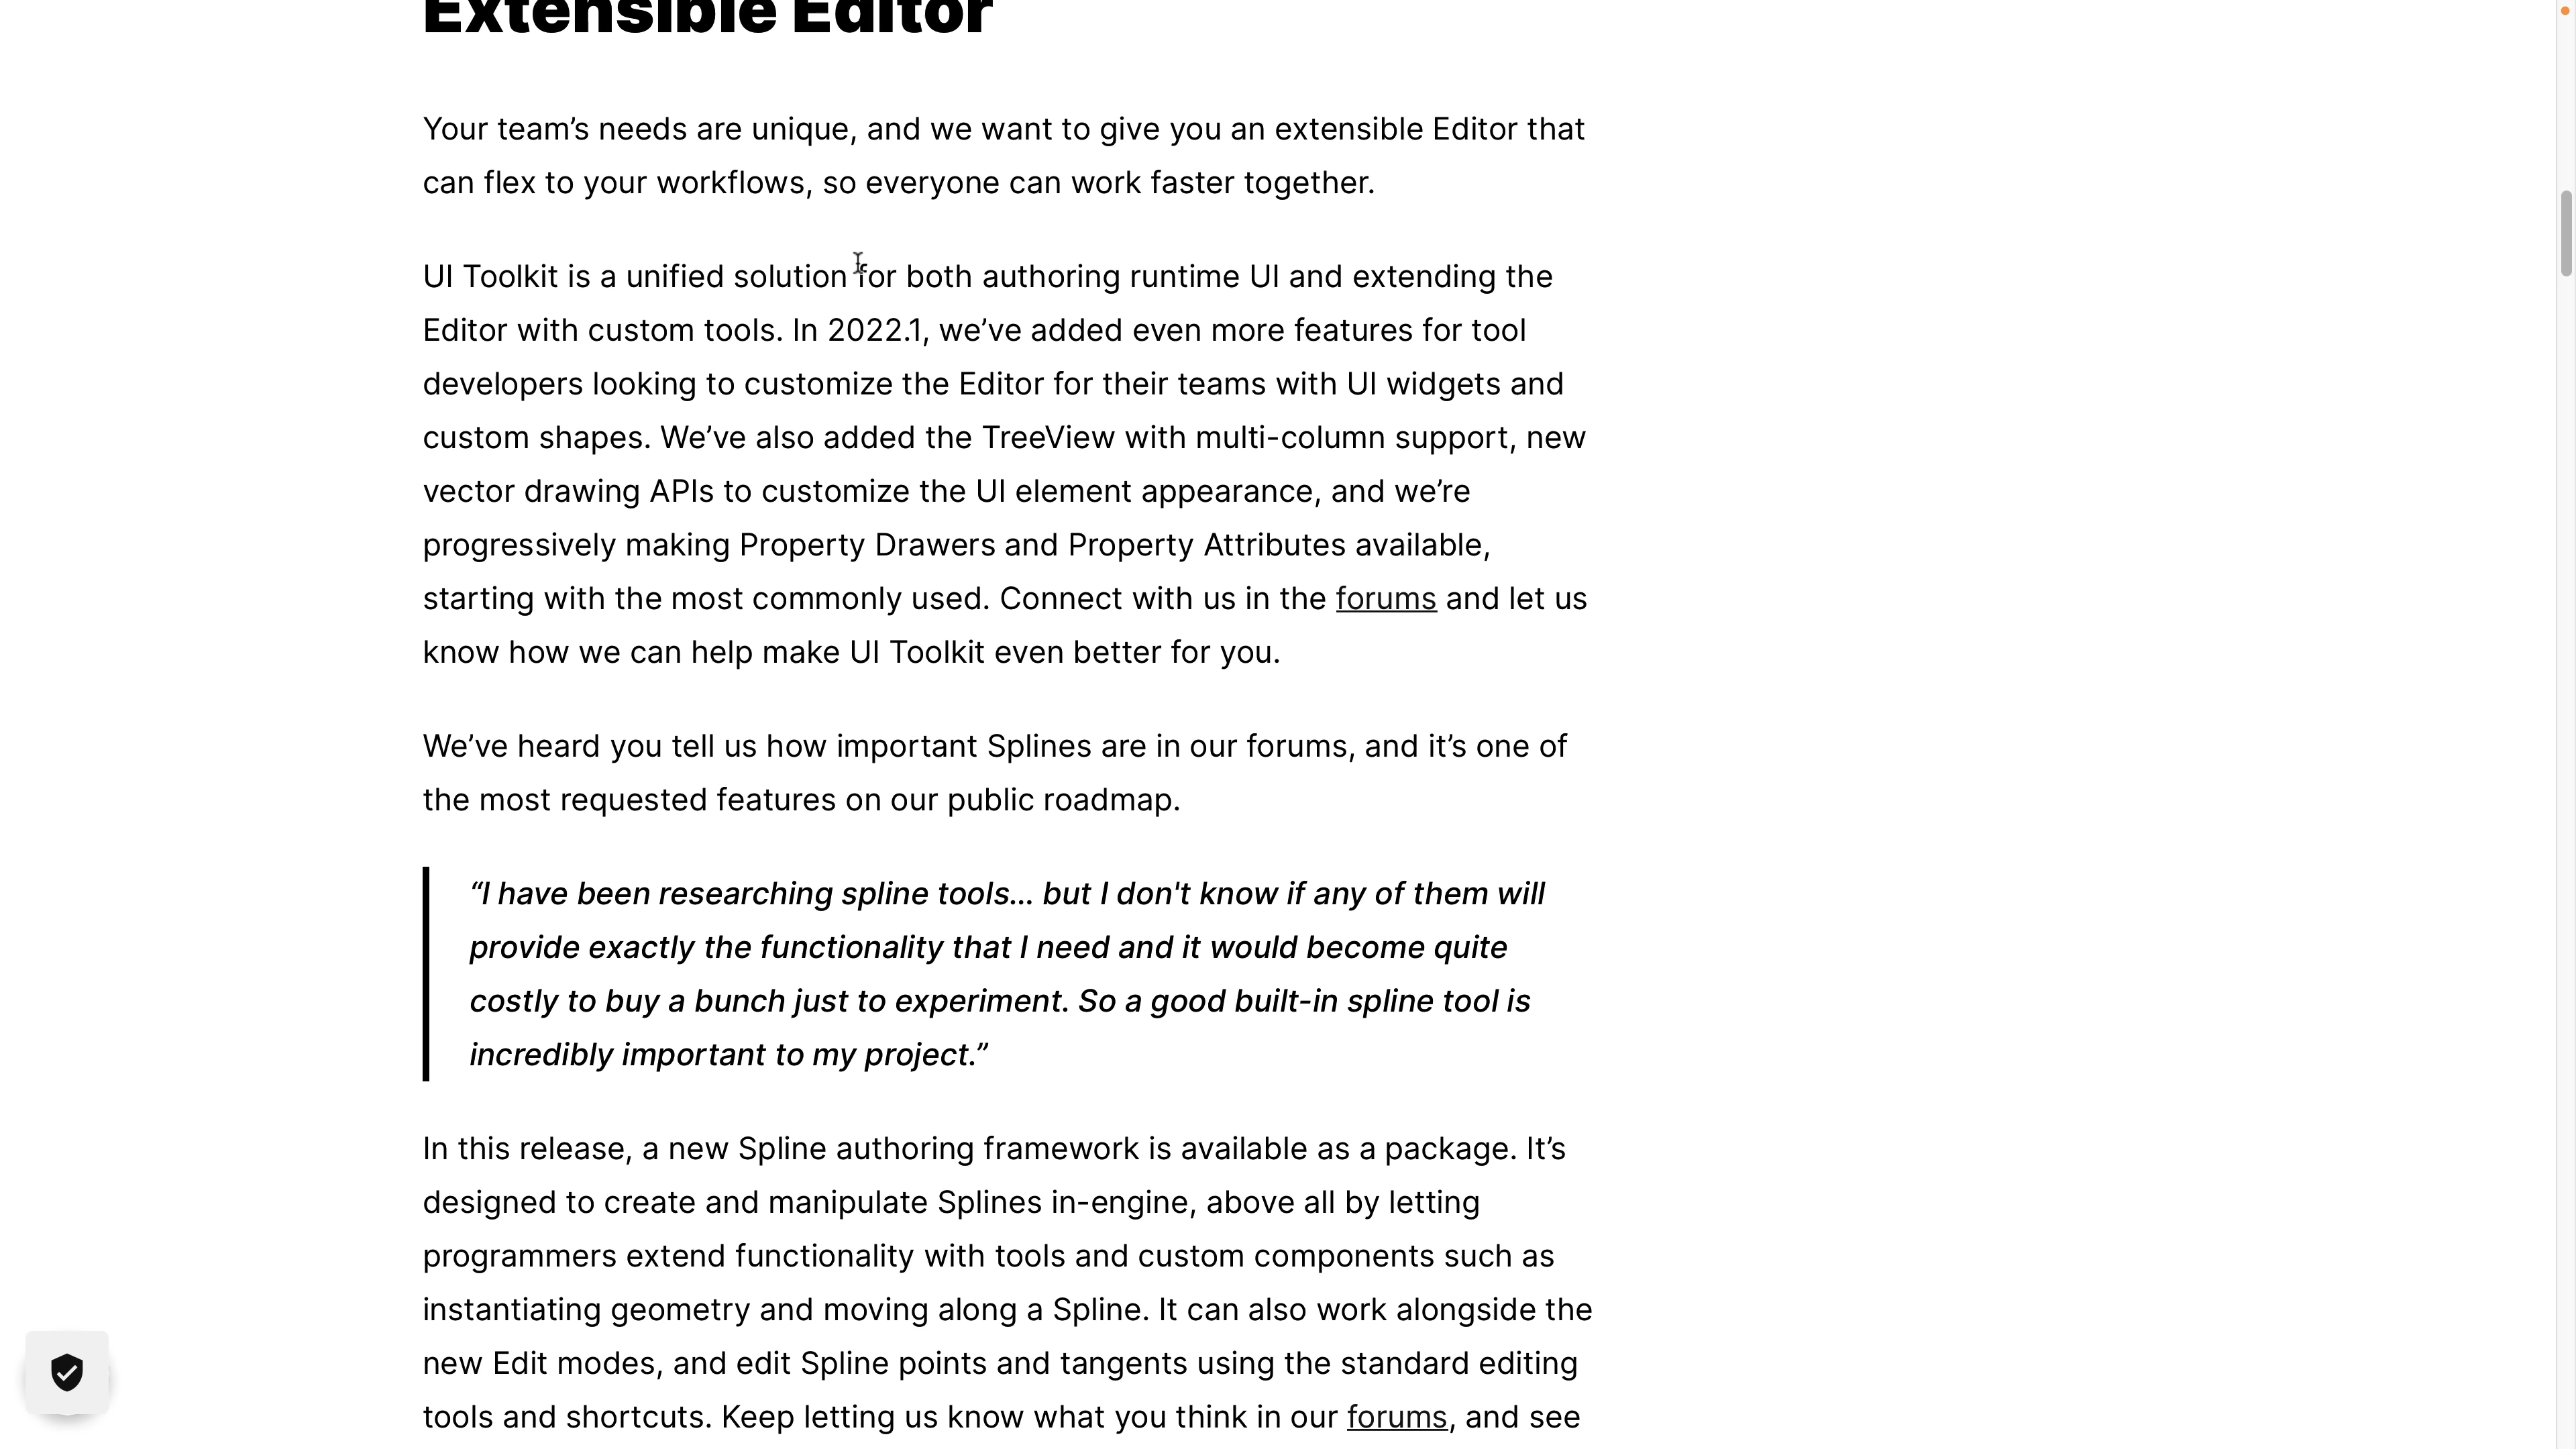 Extensible Editor
Your team’s needs are unique, and we want to give you an extensible Editor that
can flex to your workflows, so everyone can work faster together.
UI Toolkit is a unified solution for both authoring runtime UI and extending the
Editor with custom tools. In 2022.1, we’ve added even more features for tool
developers looking to customize the Editor for their teams with UI widgets and
custom shapes. We’ve also added the TreeView with multi-column support, new
vector drawing APIs to customize the UI element appearance, and we’re
progressively making Property Drawers and Property Attributes available,
starting with the most commonly used. Connect with us in the forums and let us
know how we can help make UI Toolkit even better for you.
We’ve heard you tell us how important Splines are in our forums, and it’s one of
the most requested features on our public roadmap.
“I have been researching spline tools... but I don't know if any of them will
provide exactly the functionality that I need and it would become quite
costly to buy a bunch just to experiment. So a good built-in spline tool is
incredibly important to my project.”
In this release, a new Spline authoring framework is available as a package. It’s
designed to create and manipulate Splines in-engine, above all by letting
programmers extend functionality with tools and custom components such as
instantiating geometry and moving along a Spline. It can also work alongside the
new Edit modes, and edit Spline points and tangents using the standard editing
tools and shortcuts. Keep letting us know what you think in our forums, and see